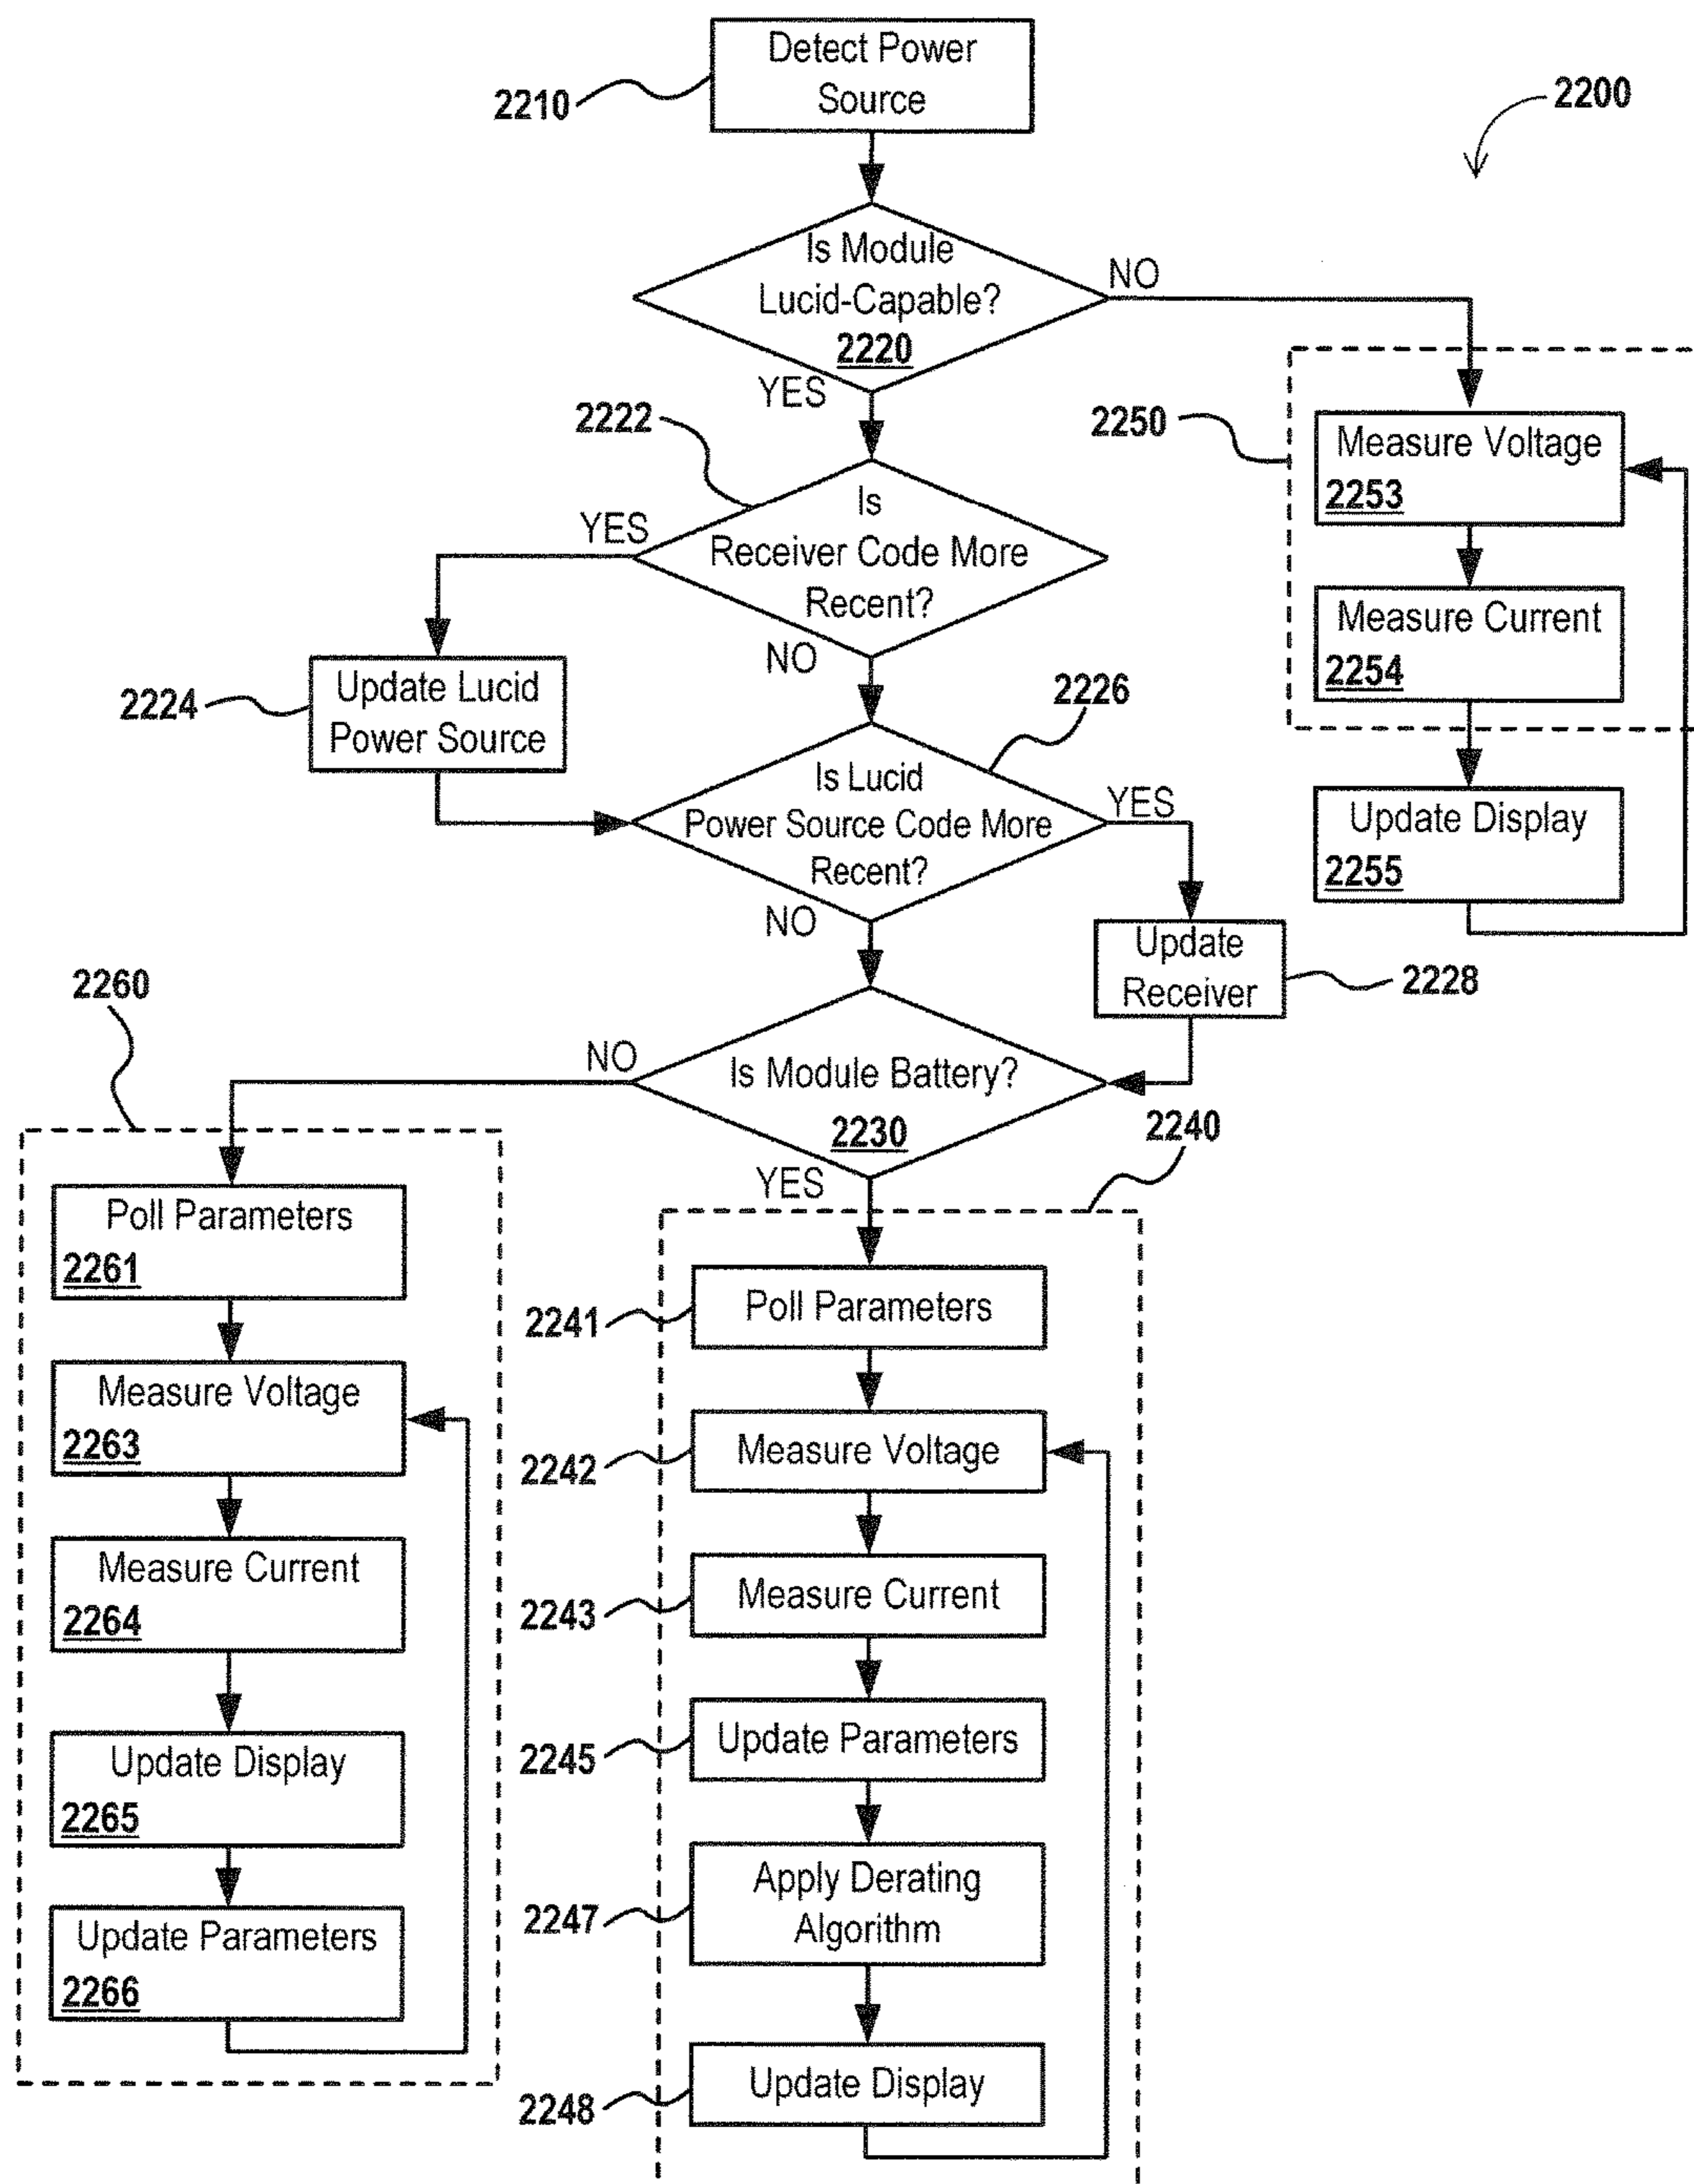 Detect Power
Source
2210
2200
Is Module
Lucid-Capable?
2220
NO
YES
2222
2250
Measure Voltage
2253
Is
Receiver Code More
Recent?
YES
NO
Measure Current
2254
2224
Update Lucid
Power Source
2226
Is Lucid
Power Source Code More
Recent?
YES
NO
Update Display
2255
Update
Receiver
2228
2260
NO
Is Module Battery?
2230
YES
2240
Poll Parameters
2261
Measure Voltage
2263
Measure Current
2264
Update Display
2265
Update Parameters
2266
2241
Poll Parameters
2242
Measure Voltage
2243
Measure Current
2245
Update Parameters
2247
Apply Derating
Algorithm
2248
Update Display